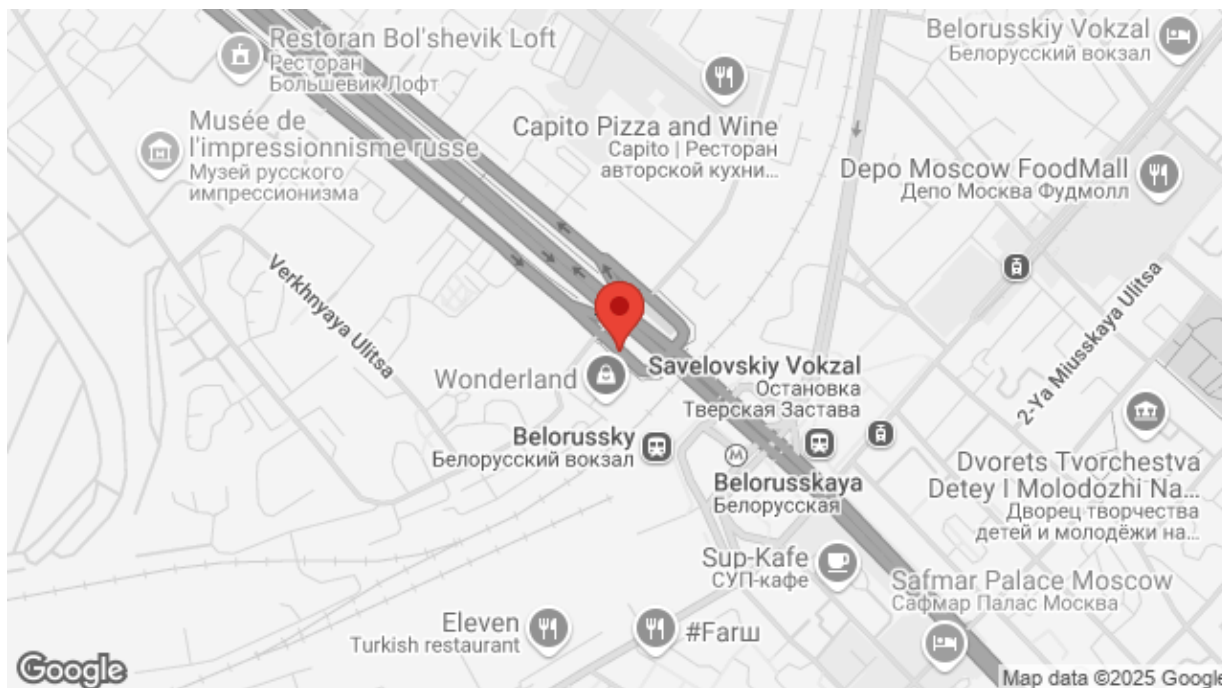 Restoran Bol'shevik Loft
Ресторан
Большевик Лофт
Belorusskiy Vokzal
Белорусский вокзал
Musée de
l'impressionnisme russe
Музей русского
импрессионизма
Capito Pizza and Wine
Capito | Ресторан
авторской кухни...
Depo Moscow FoodMall
Депо Москва Фудмолл
Verkhnyaya Ulitsa
2-Ya Miusskaya Ulitsa
Wonderland
Savelovskiy Vokzal
Остановка
Тверская Застава
Belorussky
Белорусский вокзал
M
Belorusskaya
Белорусская
Dvorets Tvorchestva
Detey I Molodozhi Na...
Дворец творчества
детей и молодёжи на...
Sup-Kafe
СУП-кафе
Safmar Palace Moscow
Сафмар Палас Москва
Eleven
Turkish restaurant
#Farш
Google
Map data ©2025 Google